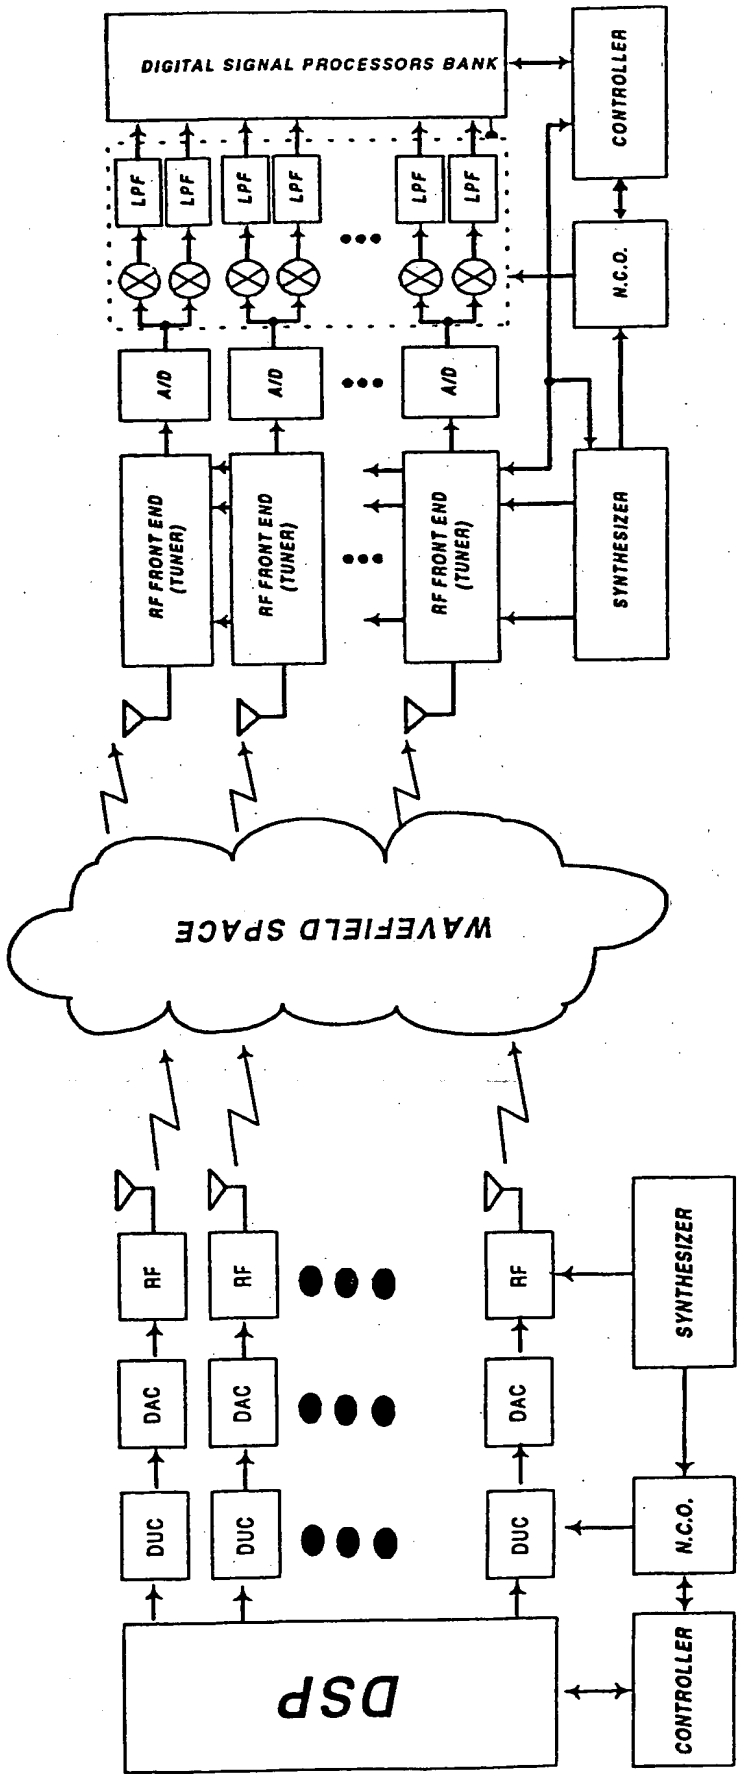 DIGITAL SIGNAL PROCESSORS BANK
CONTROLLER
LPF
LPF
LPF
LPF
LPF
LPF
N.C.O.
A/D
A/D
A/D
RF FRONT END
(TUNER)
RF FRONT END
(TUNER)
RF FRONT END
(TUNER)
SYNTHESIZER
WAVEFIELD SPACE
RF
RF
RF
SYNTHESIZER
DAC
DAC
DAC
DUC
DUC
DUC
N.C.O.
DSP
CONTROLLER